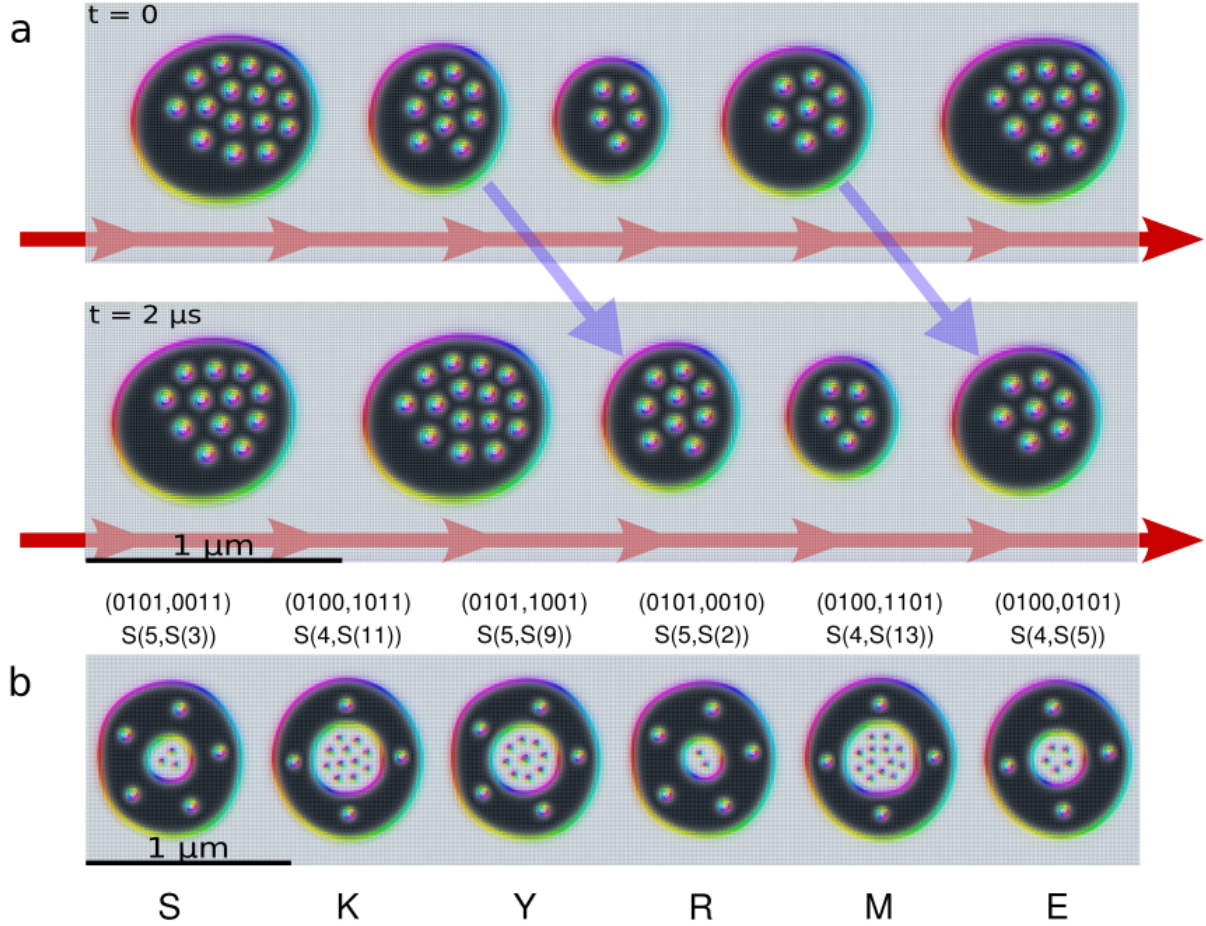 a
t = 0
t = 2 μs
1 μm
(0101,0011) (0100,1011) (0101,1001) (0101,0010) (0100,1101) (0100,0101)
S(5,S(3)) S(4,S(11)) S(5,S(9)) S(5,S(2)) S(4,S(13)) S(4,S(5))
b
1 μm
S K Y R M E